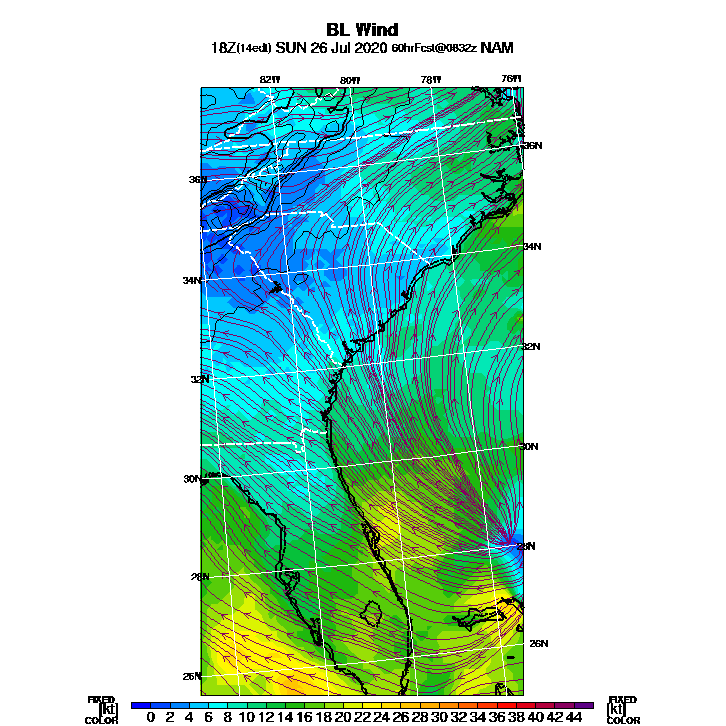 BL Wind
18Z(14edt) SUN 26 Jul 2020 60hrFcst@0832z NAM
82W 80W 78W 76W
36N
36N
34N
34N
32N
32N
30N
30N
28N
28N
26N
26N
FIXED FIXED
[kt] 0 2 4 6 8 10 12 14 16 18 20 22 24 26 28 30 32 34 36 38 40 42 44 [kt]
COLOR COLOR